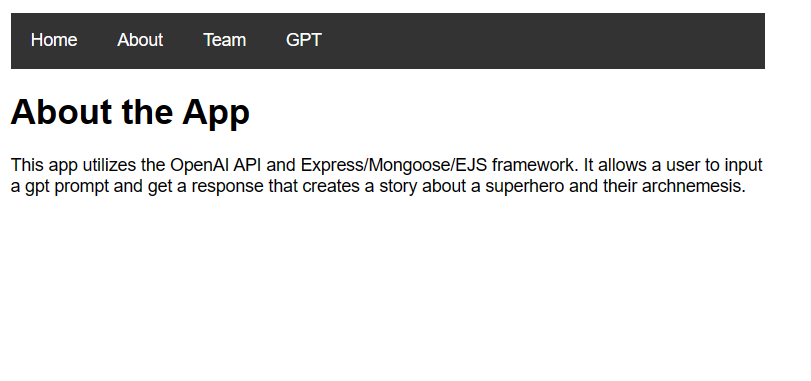 Home About Team GPT
About the App
This app utilizes the OpenAI API and Express/Mongoose/EJS framework. It allows a user to input
a gpt prompt and get a response that creates a story about a superhero and their archnemesis.